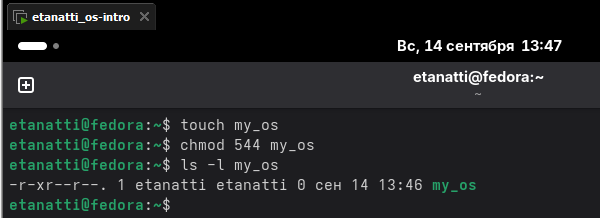 etanatti_os-intro
Вс, 14 сентября 13:47
etanatti@fedora:~
~
etanatti@fedora:~$ touch my_os
etanatti@fedora:~$ chmod 544 my_os
etanatti@fedora:~$ ls -l my_os
-r-xr--r--. 1 etanatti etanatti 0 сен 14 13:46 my_os
etanatti@fedora:~$